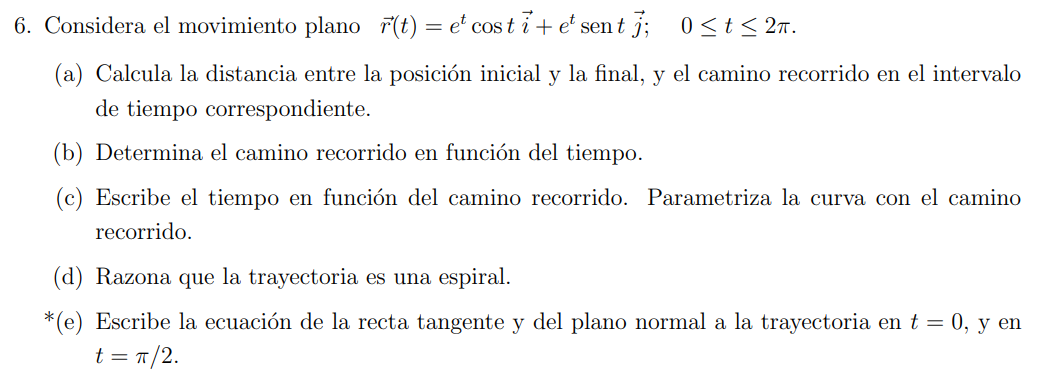 6. Considera el movimiento plano $\vec{r}(t) = e^t \cos t \, \vec{i} + e^t \operatorname{sen} t \, \vec{j}; \quad 0 \leq t \leq 2\pi.$
(a) Calcula la distancia entre la posición inicial y la final, y el camino recorrido en el intervalo
de tiempo correspondiente.
(b) Determina el camino recorrido en función del tiempo.
(c) Escribe el tiempo en función del camino recorrido. Parametriza la curva con el camino
recorrido.
(d) Razona que la trayectoria es una espiral.
*(e) Escribe la ecuación de la recta tangente y del plano normal a la trayectoria en $t = 0$, y en
$t = \pi/2$.